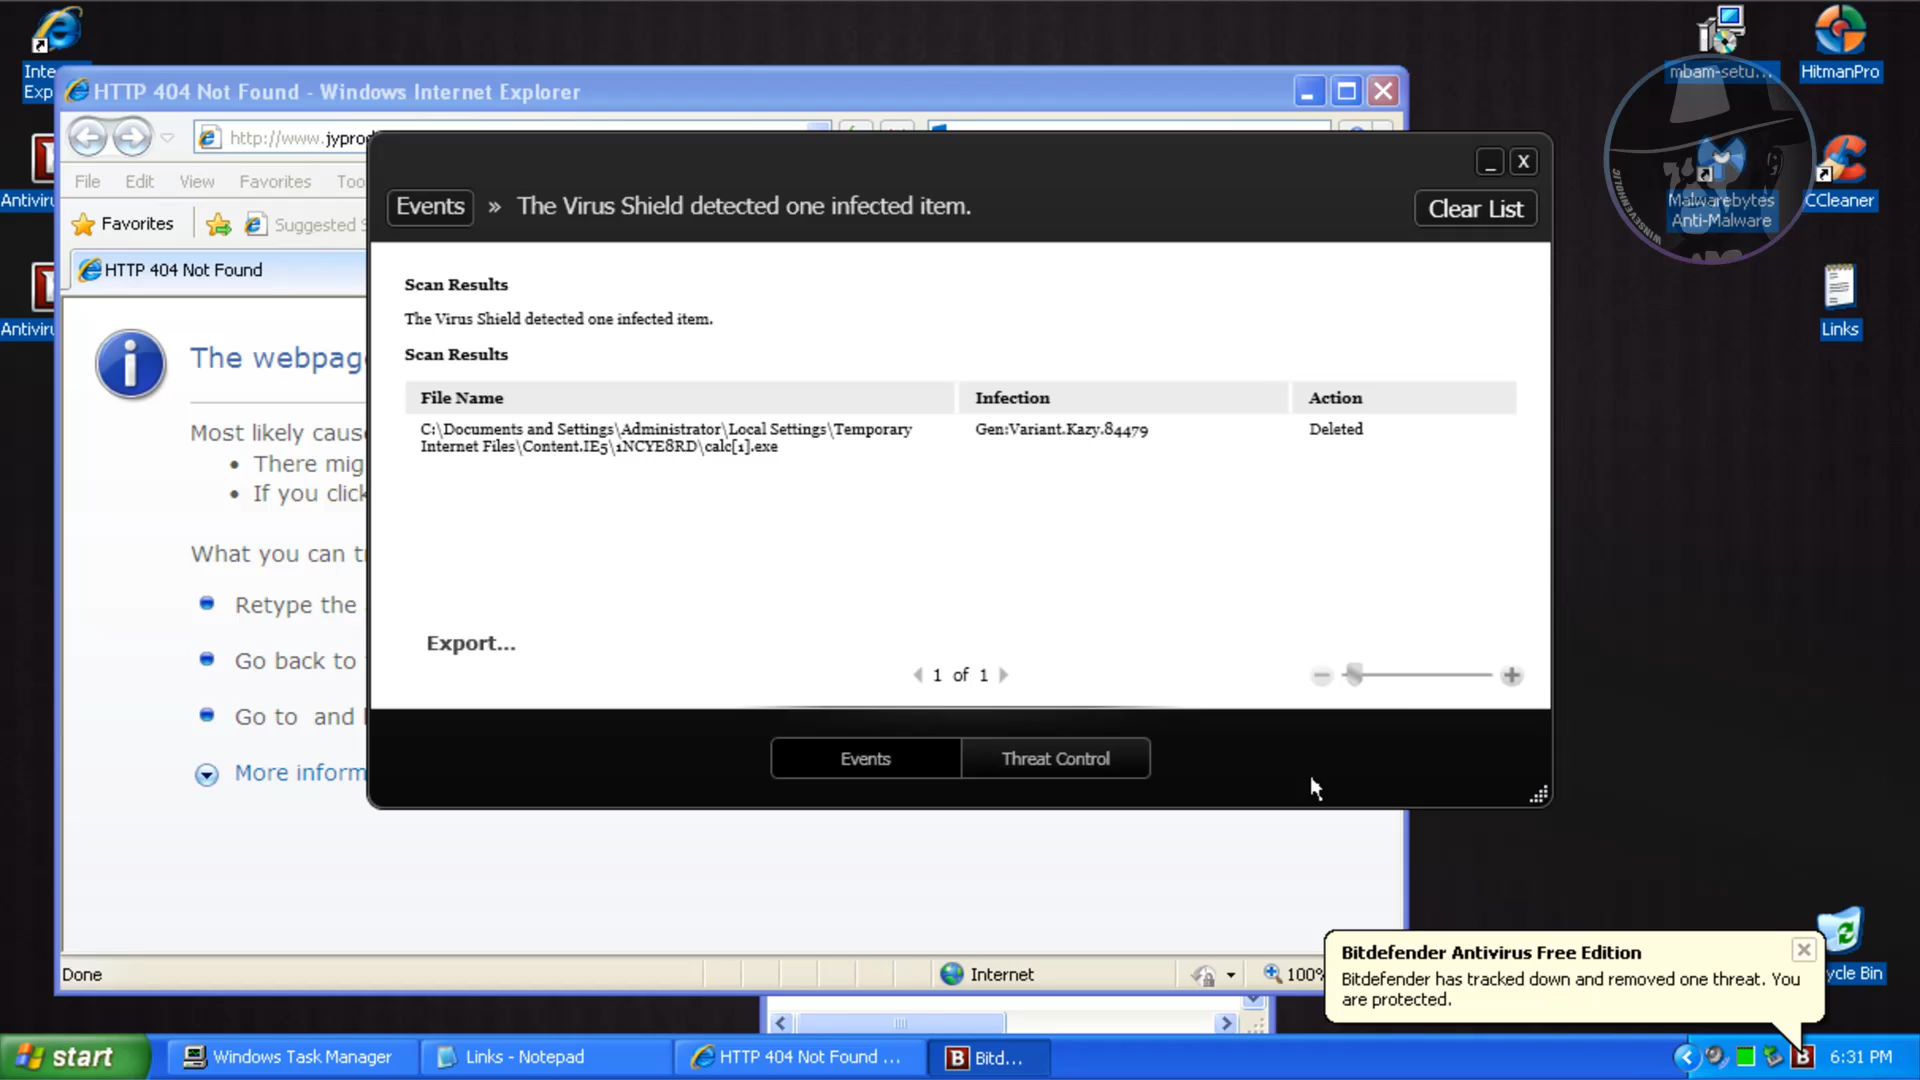 Inte
Exp
Antiviru
Antiviru
HTTP 404 Not Found - Windows Internet Explorer
http://www.jyprod
File Edit View Favorites Too
Favorites
Suggested S
HTTP 404 Not Found
The webpag
Most likely caus
There mig
If you click
What you can t
Retype the
Go back to
Go to and
More inform
Done
Internet
100%
_ X
Events » The Virus Shield detected one infected item.
Clear List
Scan Results
The Virus Shield detected one infected item.
Scan Results
File Name Infection Action
C:\Documents and Settings\Administrator\Local Settings\Temporary Gen:Variant.Kazy.84479 Deleted
Internet Files\Content.IE5\1NCYE8RD\calc[1].exe
Export...
1 of 1
Events Threat Control
mbam-setu...
HitmanPro
Malwarebytes
Anti-Malware
CCleaner
Links
ycle Bin
Bitdefender Antivirus Free Edition
Bitdefender has tracked down and removed one threat. You
are protected.
start
Windows Task Manager
Links - Notepad
HTTP 404 Not Found ...
B Bitd...
B
6:31 PM